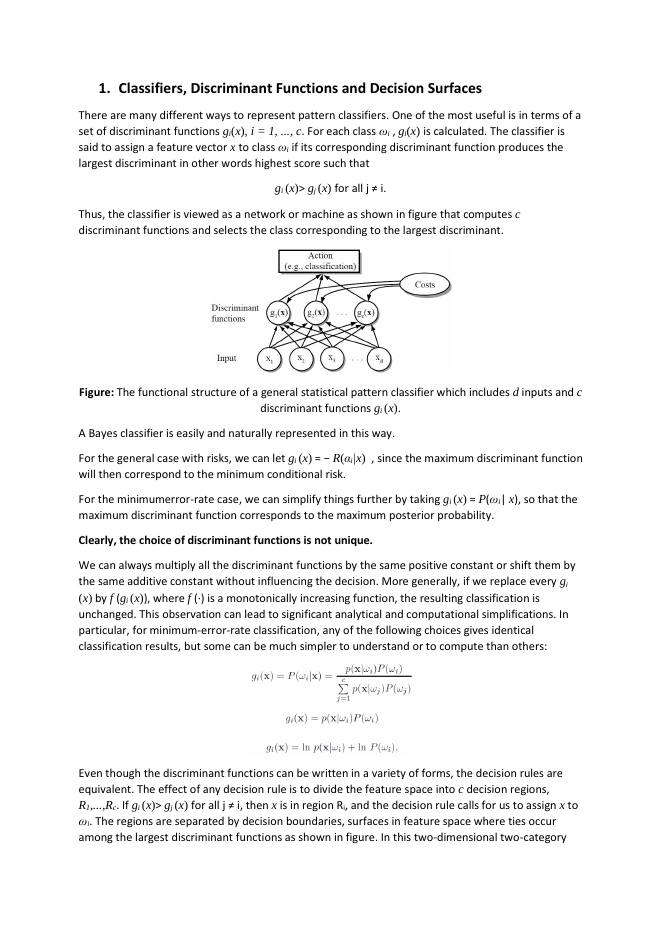 1. Classifiers, Discriminant Functions and Decision Surfaces
There are many different ways to represent pattern classifiers. One of the most useful is in terms of a
set of discriminant functions gᵢ(x), i = 1, ..., c. For each class ωᵢ , gᵢ(x) is calculated. The classifier is
said to assign a feature vector x to class ωᵢ if its corresponding discriminant function produces the
largest discriminant in other words highest score such that
gᵢ (x)> gⱼ (x) for all j ≠ i.
Thus, the classifier is viewed as a network or machine as shown in figure that computes c
discriminant functions and selects the class corresponding to the largest discriminant.
Action
(e.g., classification)
Costs
Discriminant
functions
g₁(x) g₂(x) . . . g꜀(x)
Input
x₁ x₂ x₃ . . . x_d
Figure: The functional structure of a general statistical pattern classifier which includes d inputs and c
discriminant functions gᵢ (x).
A Bayes classifier is easily and naturally represented in this way.
For the general case with risks, we can let gᵢ (x) = − R(αᵢ|x) , since the maximum discriminant function
will then correspond to the minimum conditional risk.
For the minimumerror-rate case, we can simplify things further by taking gᵢ (x) = P(ωᵢ| x), so that the
maximum discriminant function corresponds to the maximum posterior probability.
Clearly, the choice of discriminant functions is not unique.
We can always multiply all the discriminant functions by the same positive constant or shift them by
the same additive constant without influencing the decision. More generally, if we replace every gᵢ
(x) by f (gᵢ (x)), where f (·) is a monotonically increasing function, the resulting classification is
unchanged. This observation can lead to significant analytical and computational simplifications. In
particular, for minimum-error-rate classification, any of the following choices gives identical
classification results, but some can be much simpler to understand or to compute than others:
gᵢ(x) = P(ωᵢ|x) = p(x|ωᵢ)P(ωᵢ) / ∑_{j=1}^{c} p(x|ωⱼ)P(ωⱼ)
gᵢ(x) = p(x|ωᵢ)P(ωᵢ)
gᵢ(x) = ln p(x|ωᵢ) + ln P(ωᵢ),
Even though the discriminant functions can be written in a variety of forms, the decision rules are
equivalent. The effect of any decision rule is to divide the feature space into c decision regions,
R₁,...,R꜀. If gᵢ (x)> gⱼ (x) for all j ≠ i, then x is in region Rᵢ, and the decision rule calls for us to assign x to
ωᵢ. The regions are separated by decision boundaries, surfaces in feature space where ties occur
among the largest discriminant functions as shown in figure. In this two-dimensional two-category